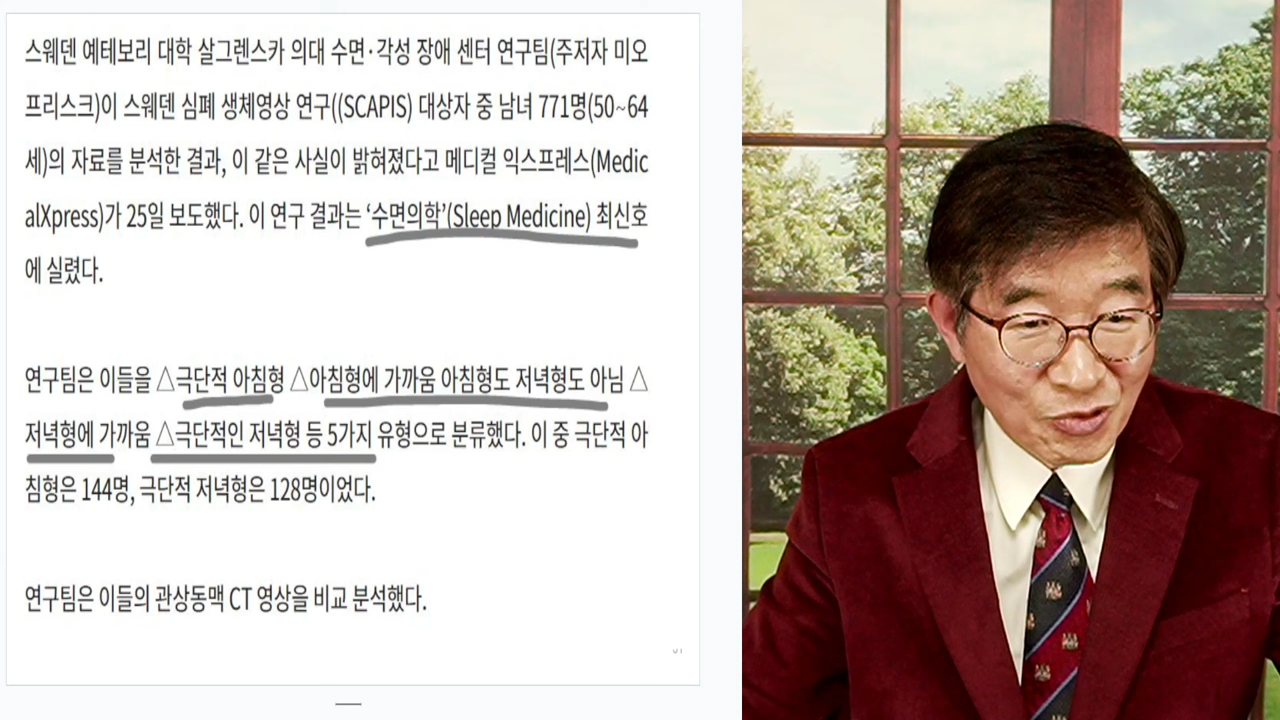 스웨덴 예테보리 대학 살그렌스카 의대 수면·각성 장애 센터 연구팀(주저자 미오
프리스크)이 스웨덴 심폐 생체영상 연구((SCAPIS) 대상자 중 남녀 771명(50~64
세)의 자료를 분석한 결과, 이 같은 사실이 밝혀졌다고 메디컬 익스프레스(Medic
alXpress)가 25일 보도했다. 이 연구 결과는 ‘수면의학’(Sleep Medicine) 최신호
에 실렸다.
연구팀은 이들을 △극단적 아침형 △아침형에 가까움 아침형도 저녁형도 아님 △
저녁형에 가까움 △극단적인 저녁형 등 5가지 유형으로 분류했다. 이 중 극단적 아
침형은 144명, 극단적 저녁형은 128명이었다.
연구팀은 이들의 관상동맥 CT 영상을 비교 분석했다.